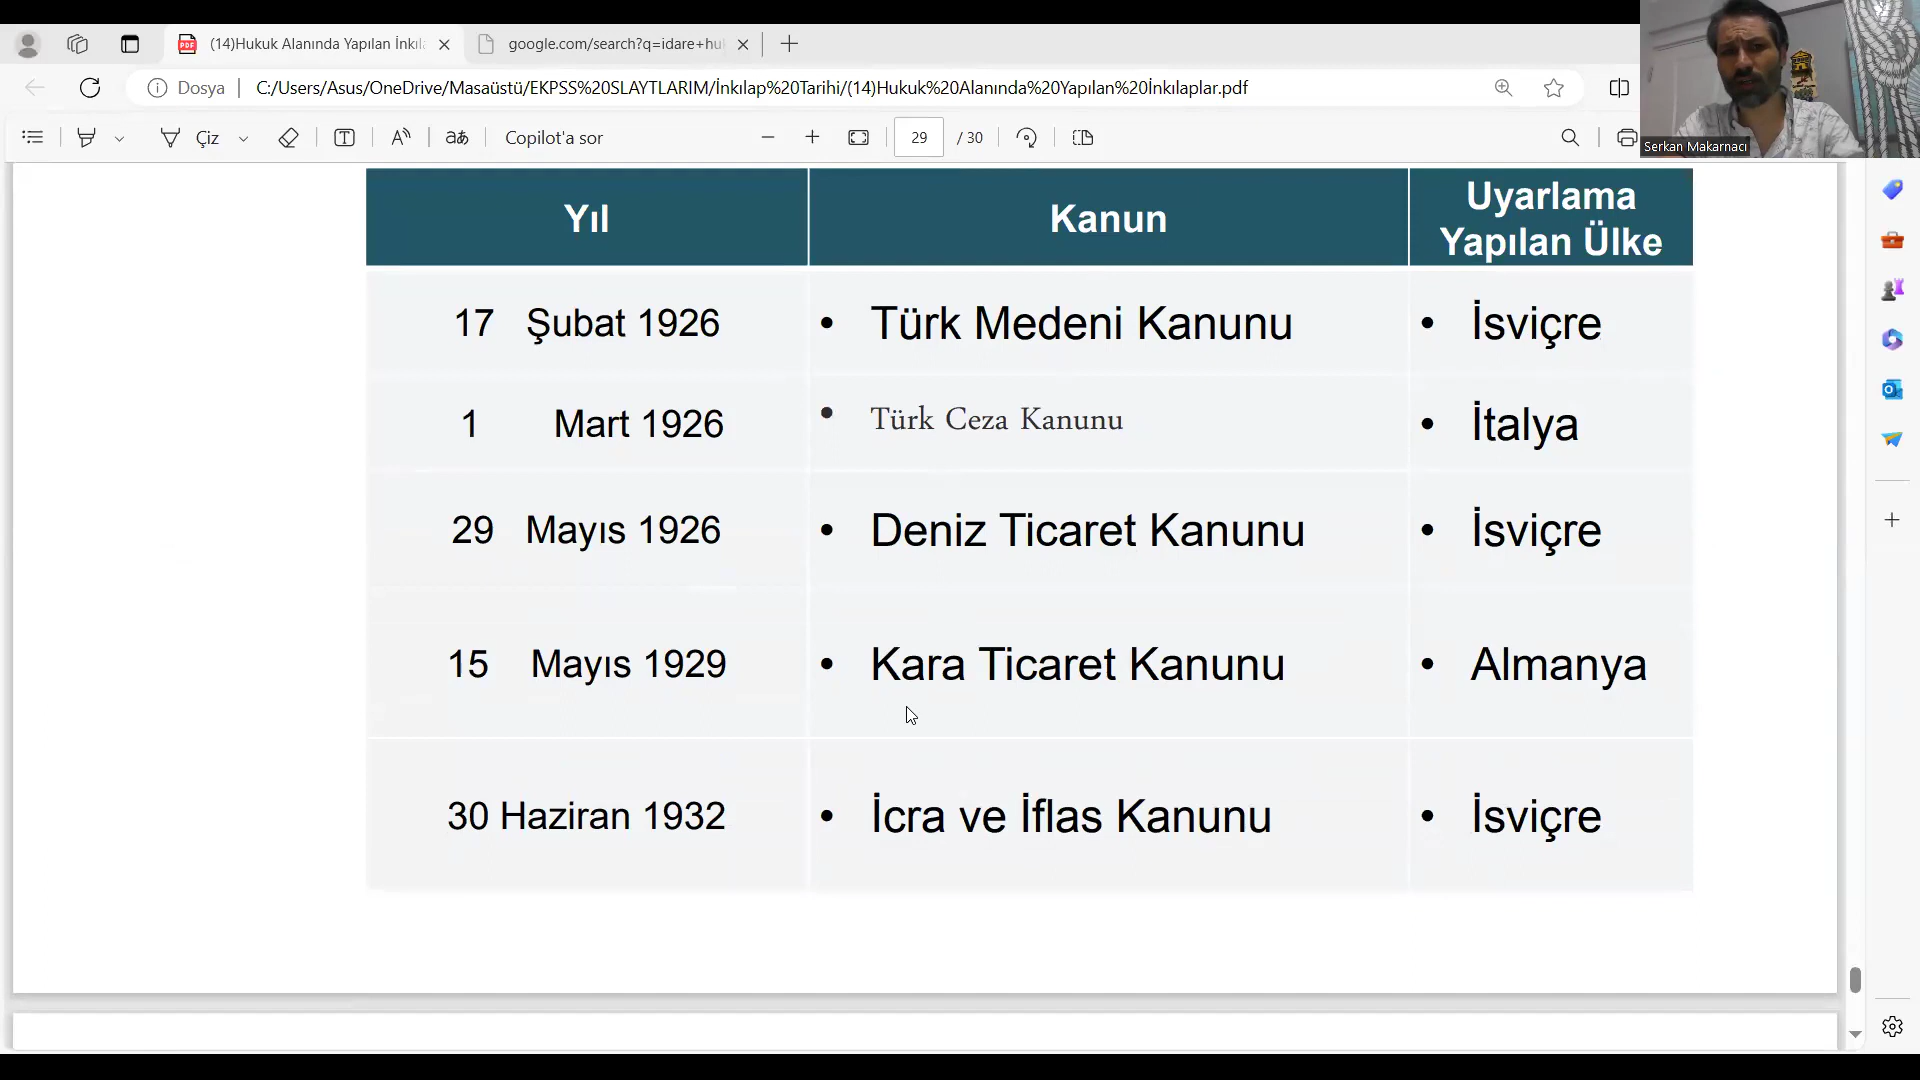 (14)Hukuk Alanında Yapılan İnkıla
google.com/search?q=idare+hu
Dosya
C:/Users/Asus/OneDrive/Masaüstü/EKPSS%20SLAYTLARIM/İnkılap%20Tarihi/(14)Hukuk%20Alanında%20Yapılan%20İnkılaplar.pdf
Çiz
Copilot'a sor
29 / 30
Serkan Makarnacı
Yıl Kanun Uyarlama
Yapılan Ülke
17 Şubat 1926 • Türk Medeni Kanunu • İsviçre
1 Mart 1926 • Türk Ceza Kanunu • İtalya
29 Mayıs 1926 • Deniz Ticaret Kanunu • İsviçre
15 Mayıs 1929 • Kara Ticaret Kanunu • Almanya
30 Haziran 1932 • İcra ve İflas Kanunu • İsviçre